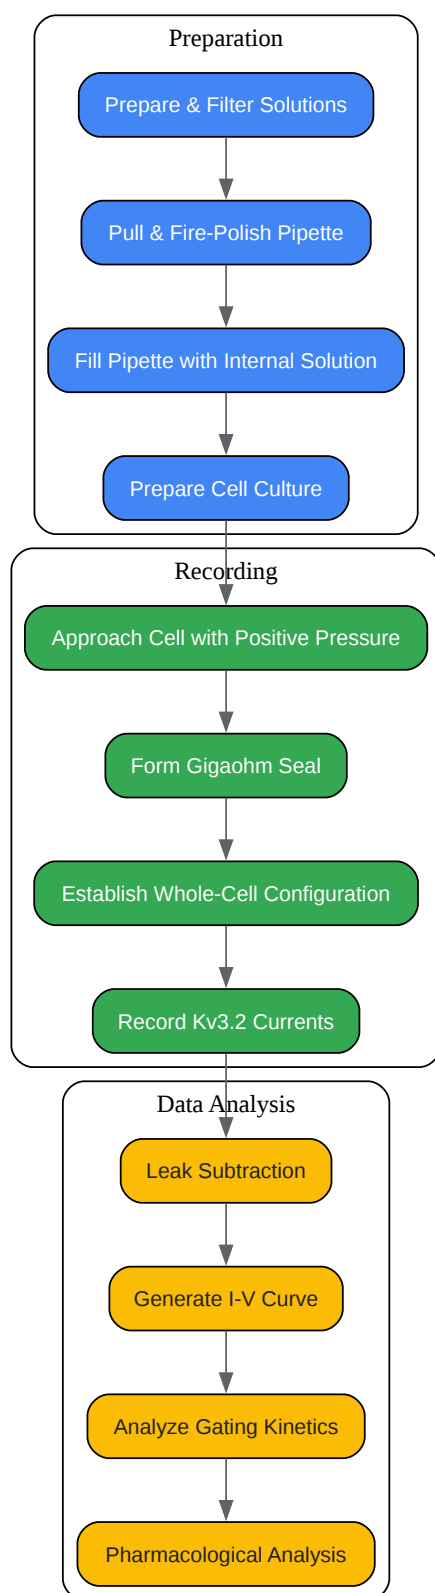 Preparation
Prepare & Filter Solutions
Pull & Fire-Polish Pipette
Fill Pipette with Internal Solution
Prepare Cell Culture
Recording
Approach Cell with Positive Pressure
Form Gigaohm Seal
Establish Whole-Cell Configuration
Record Kv3.2 Currents
Data Analysis
Leak Subtraction
Generate I-V Curve
Analyze Gating Kinetics
Pharmacological Analysis